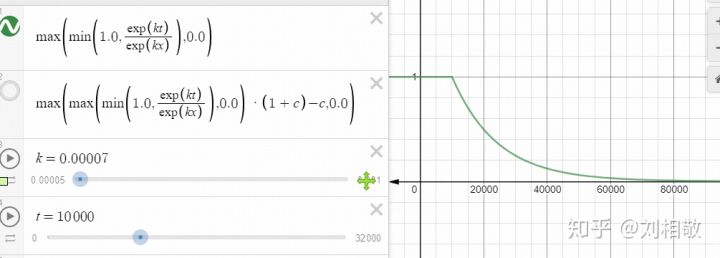 max(min(1.0, exp(kt)/exp(kx)), 0.0)
max(max(min(1.0, exp(kt)/exp(kx)), 0.0) · (1 + c) − c, 0.0)
k = 0.00007
0.00005
t = 10000
0 32000
1
0 20000 40000 60000 80000
知乎 @刘相敬